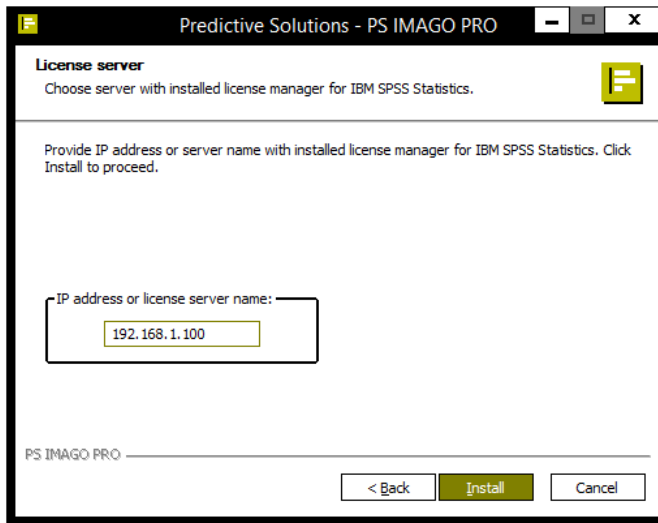 Predictive Solutions - PS IMAGO PRO
License server
Choose server with installed license manager for IBM SPSS Statistics.
Provide IP address or server name with installed license manager for IBM SPSS Statistics. Click
Install to proceed.
IP address or license server name:
192.168.1.100
PS IMAGO PRO
< Back
Install
Cancel